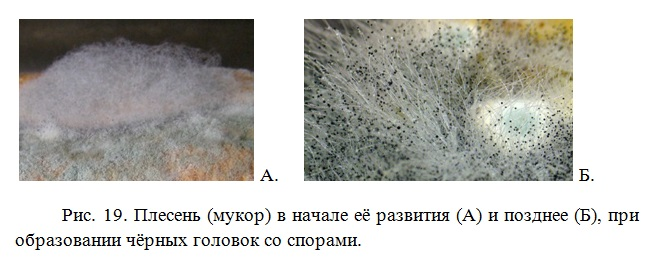 А. Б.
Рис. 19. Плесень (мукор) в начале её развития (А) и позднее (Б), при
образовании чёрных головок со спорами.